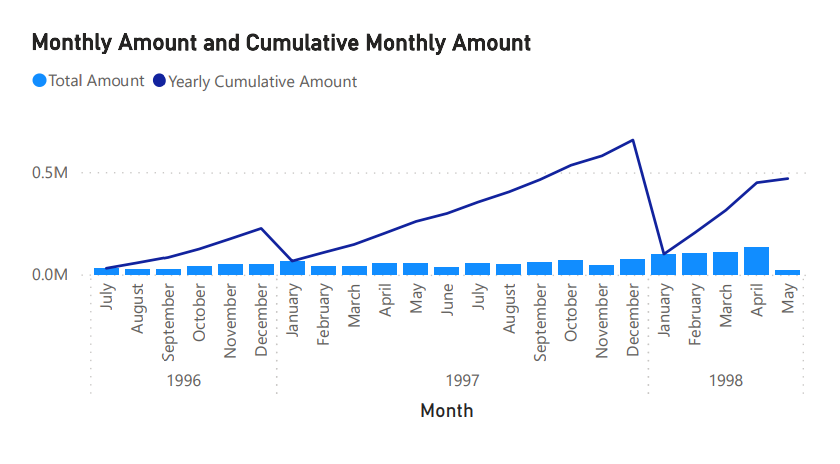 Monthly Amount and Cumulative Monthly Amount
Total Amount Yearly Cumulative Amount
0.5M
0.0M
July August September October November December January February March April May June July August September October November December January February March April May
1996 1997 1998
Month